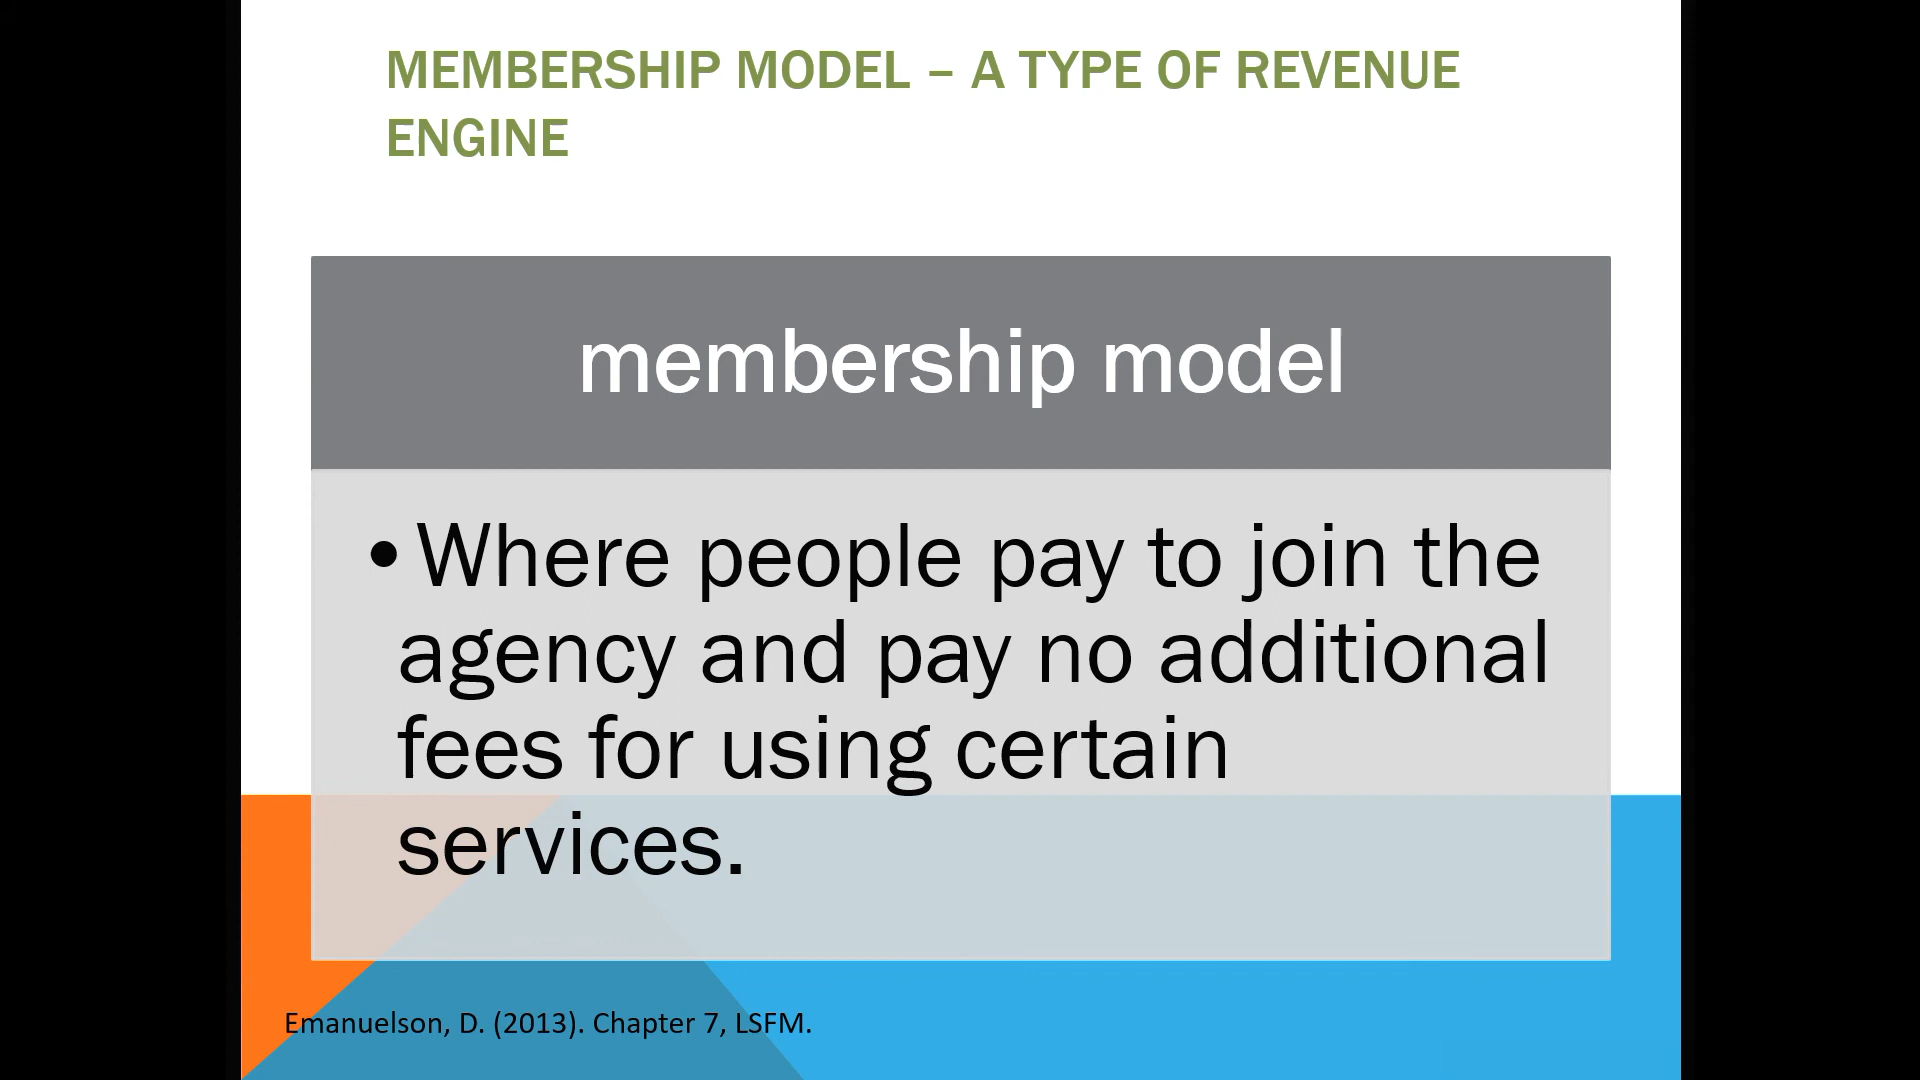 MEMBERSHIP MODEL – A TYPE OF REVENUE
ENGINE
membership model
• Where people pay to join the
agency and pay no additional
fees for using certain
services.
Emanuelson, D. (2013). Chapter 7, LSFM.